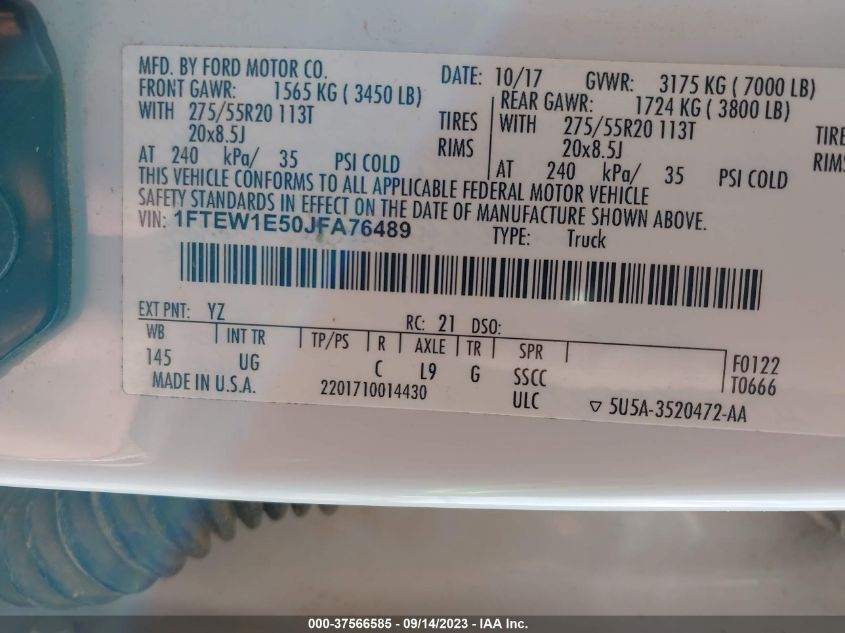 MFD. BY FORD MOTOR CO. DATE: 10/17 GVWR: 3175 KG ( 7000 LB)
FRONT GAWR: 1565 KG ( 3450 LB) REAR GAWR: 1724 KG ( 3800 LB)
WITH 275/55R20 113T TIRES WITH 275/55R20 113T TIRE
20x8.5J RIMS 20x8.5J RIMS
AT 240 kPa/ 35 PSI COLD AT 240 kPa/ 35 PSI COLD
THIS VEHICLE CONFORMS TO ALL APPLICABLE FEDERAL MOTOR VEHICLE
SAFETY STANDARDS IN EFFECT ON THE DATE OF MANUFACTURE SHOWN ABOVE.
VIN: 1FTEW1E50JFA76489 TYPE: Truck
EXT PNT: YZ RC: 21 DSO:
WB INT TR TP/PS R AXLE TR SPR F0122
145 UG C L9 G SSCC T0666
MADE IN U.S.A. 2201710014430 ULC ▽ 5U5A-3520472-AA
000-37566585 - 09/14/2023 - IAA Inc.